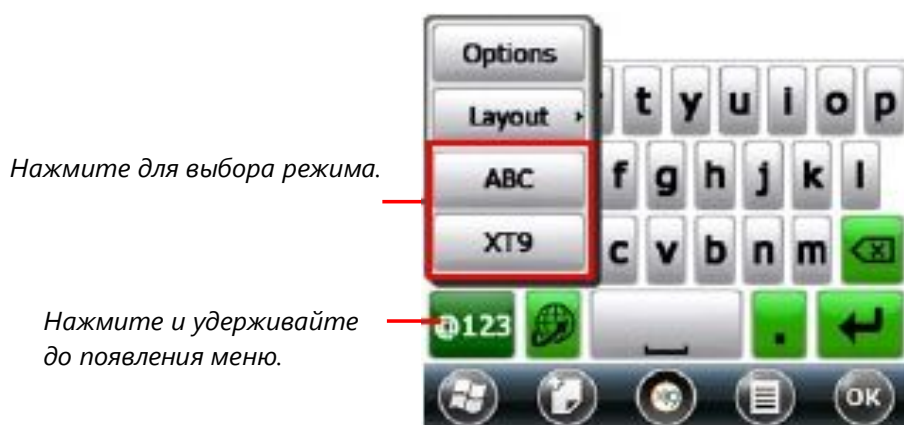 Options
Layout
t y u i o p
Нажмите для выбора режима.
ABC
f g h j k l
XT9
c v b n m
Нажмите и удерживайте
до появления меню.
@123
.
OK